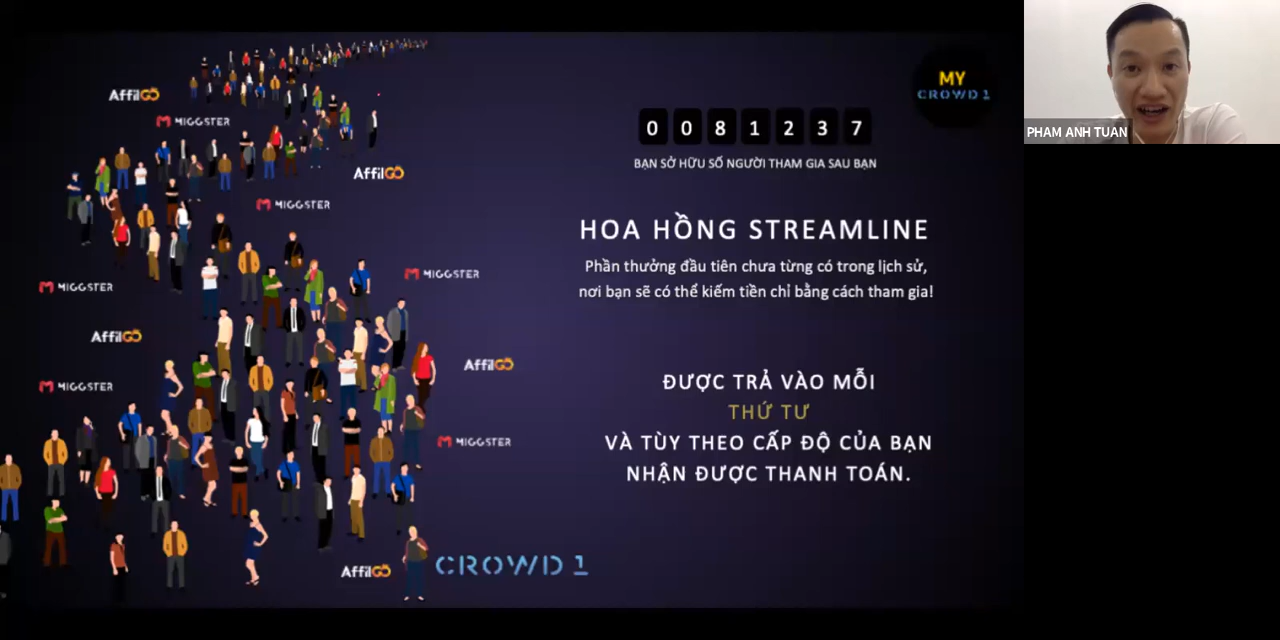 AffilGO
MIGGSTER
AffilGO
MIGGSTER
MIGGSTER
MIGGSTER
AffilGO
AffilGO
MIGGSTER
MIGGSTER
AffilGO
CROWD 1
MY
CROWD 1
0 0 8 1 2 3 7
BẠN SỞ HỮU SỐ NGƯỜI THAM GIA SAU BẠN
HOA HỒNG STREAMLINE
Phần thưởng đầu tiên chưa từng có trong lịch sử,
nơi bạn sẽ có thể kiếm tiền chỉ bằng cách tham gia!
ĐƯỢC TRẢ VÀO MỖI
THỨ TƯ
VÀ TÙY THEO CẤP ĐỘ CỦA BẠN
NHẬN ĐƯỢC THANH TOÁN.
PHAM ANH TUAN